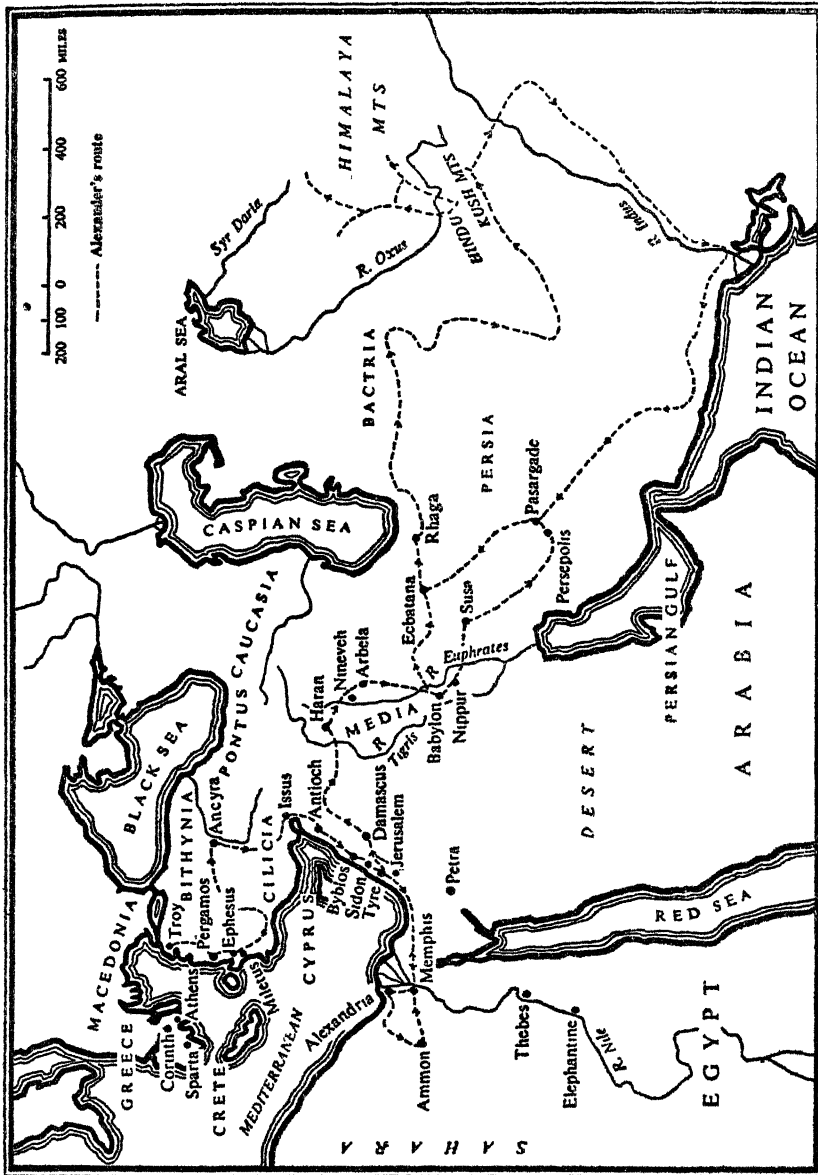 200 100 0 200 400 600 MILES
Alexander's route
ARAL SEA
Syr Daria
R. Oxus
HIMALAYA
MTS
HINDU
KUSH MTS
R. Indus
BACTRIA
CASPIAN SEA
BLACK SEA
CAUCASIA
PONTUS
BITHYNIA
Ancyra
MACEDONIA
GREECE
Troy
Pergamos
Ephesus
Corinth
Athens
Sparta
Miletus
CRETE
CILICIA
Issus
Antioch
CYPRUS
Byblos
Sidon
Tyre
Damascus
Jerusalem
MEDITERRANEAN
Alexandria
Memphis
Ammon
Petra
Haran
Nineveh
Arbela
MEDIA
R
Tigris
R
Euphrates
Babylon
Nippur
Ecbatana
Rhaga
Susa
PERSIA
Pasargade
Persepolis
PERSIAN GULF
INDIAN
OCEAN
DESERT
ARABIA
RED SEA
Thebes
Elephantine
R. Nile
EGYPT
SAHARA